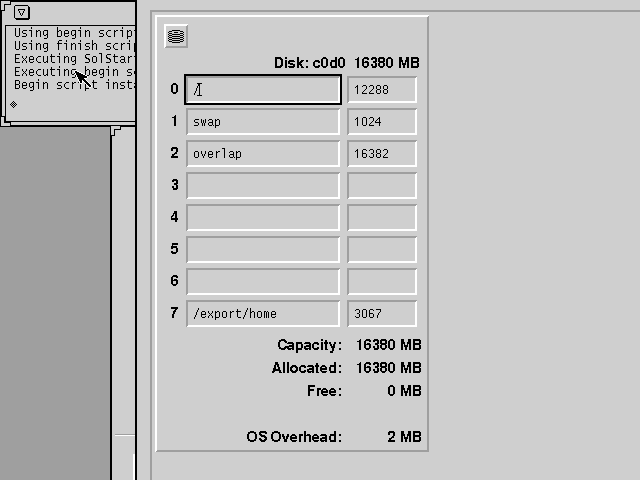 Using begin scrip
Using finish scri
Executing SolStar
Executing begin s
Begin script inst
Disk: c0d0 16380 MB
0 / 12288
1 swap 1024
2 overlap 16382
3
4
5
6
7 /export/home 3067
Capacity: 16380 MB
Allocated: 16380 MB
Free: 0 MB
OS Overhead: 2 MB